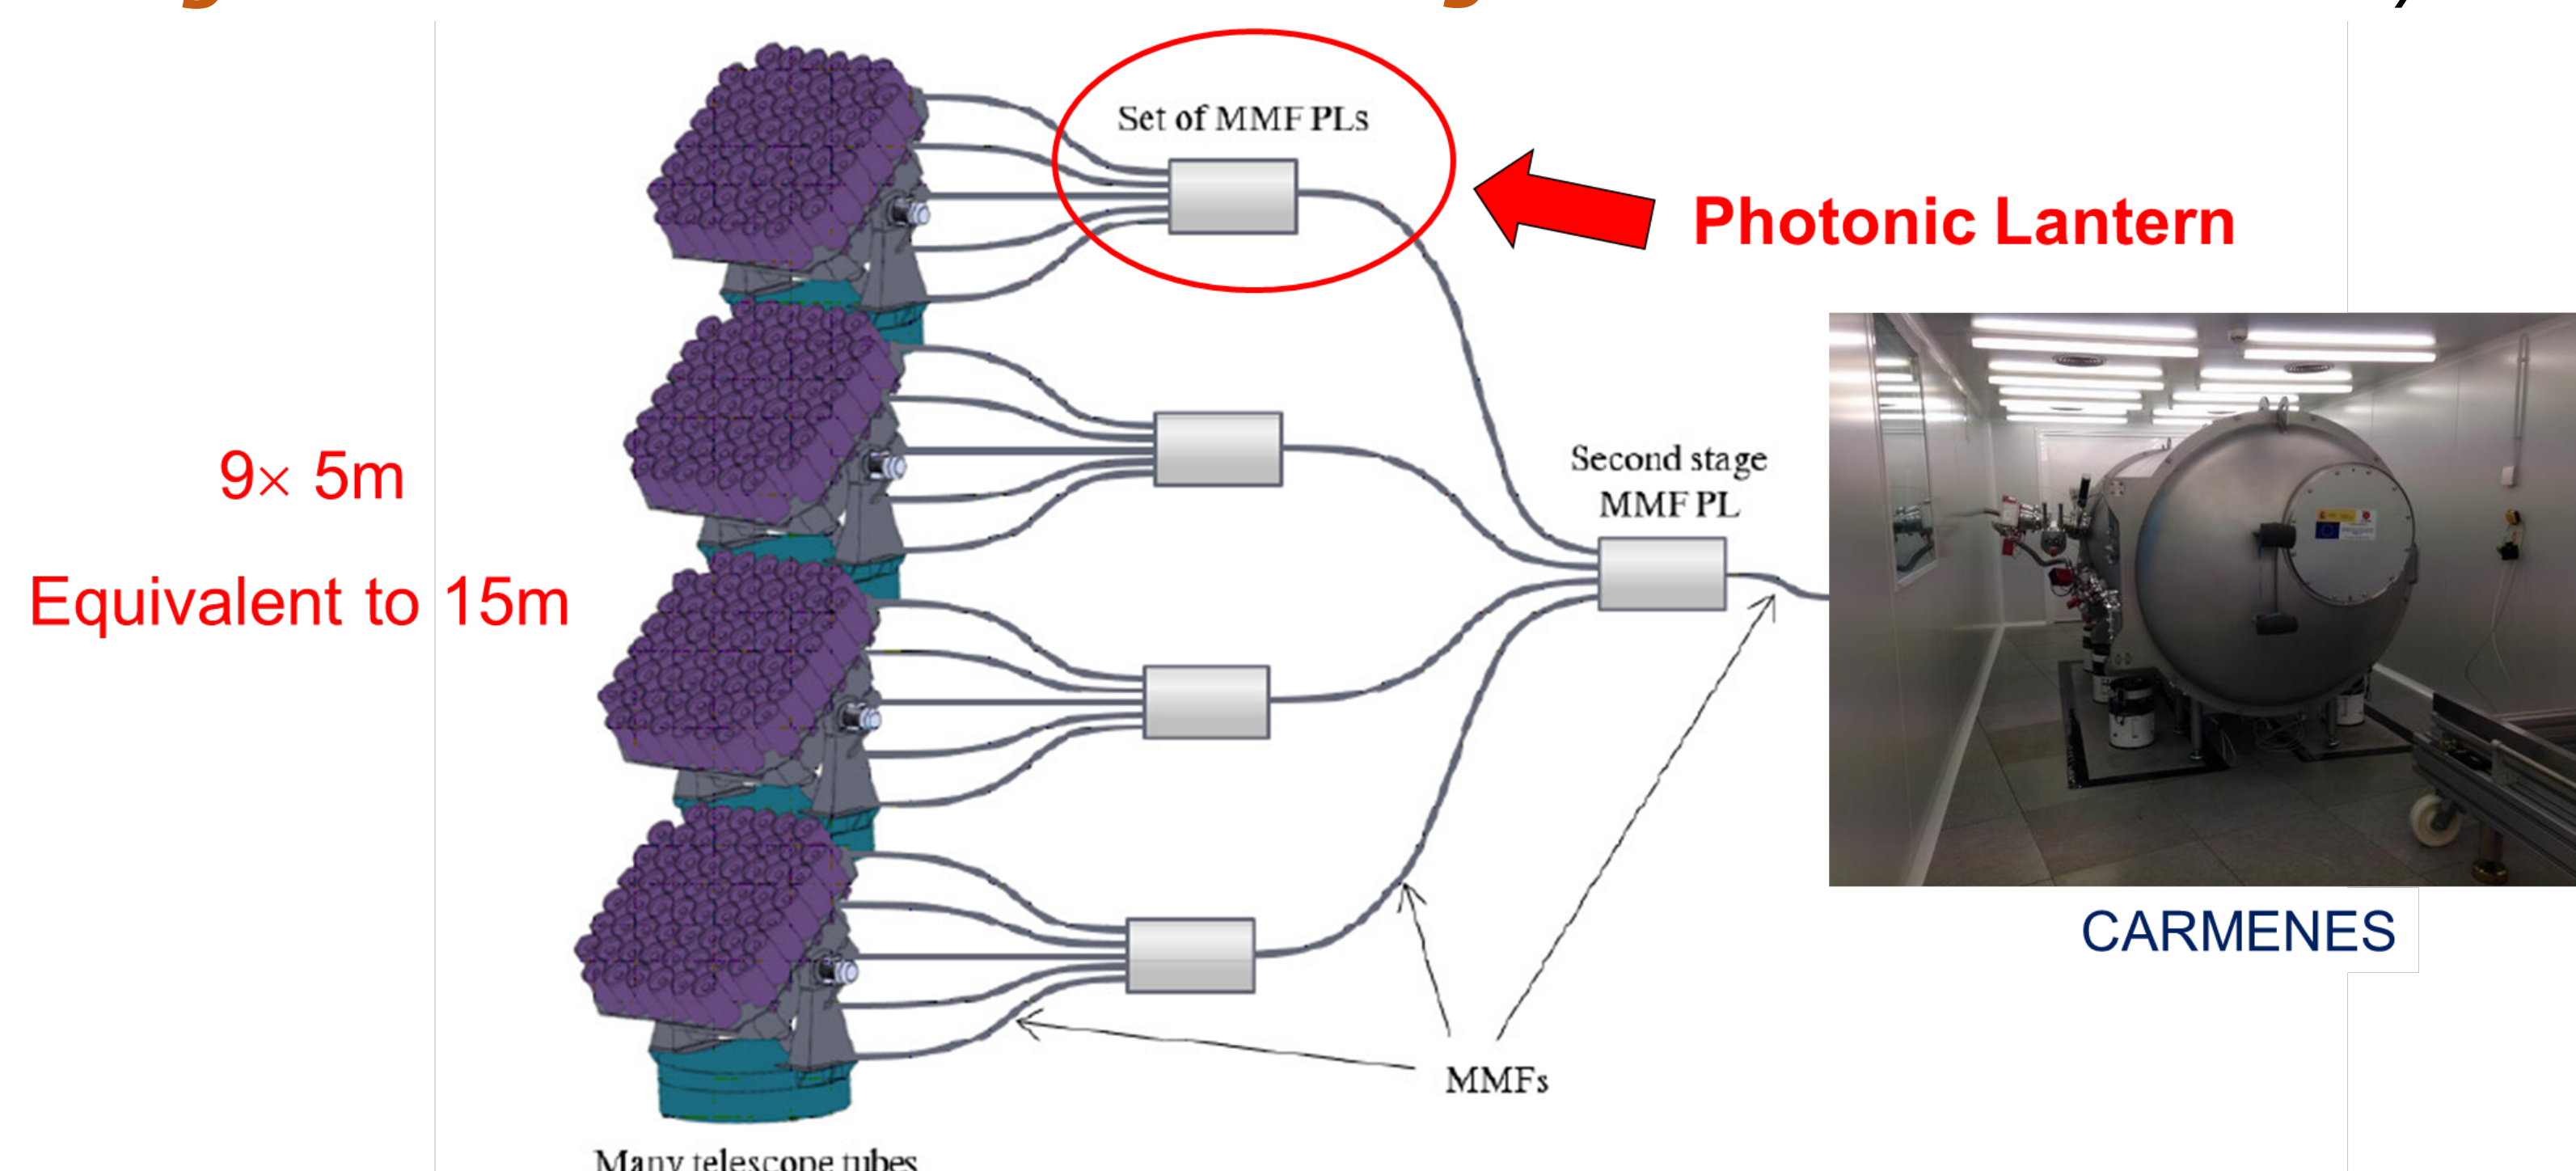 Set of MMF PLs
Photonic Lantern
9× 5m
Second stage
MMF PL
Equivalent to 15m
CARMENES
MMFs
Many telescope tubes